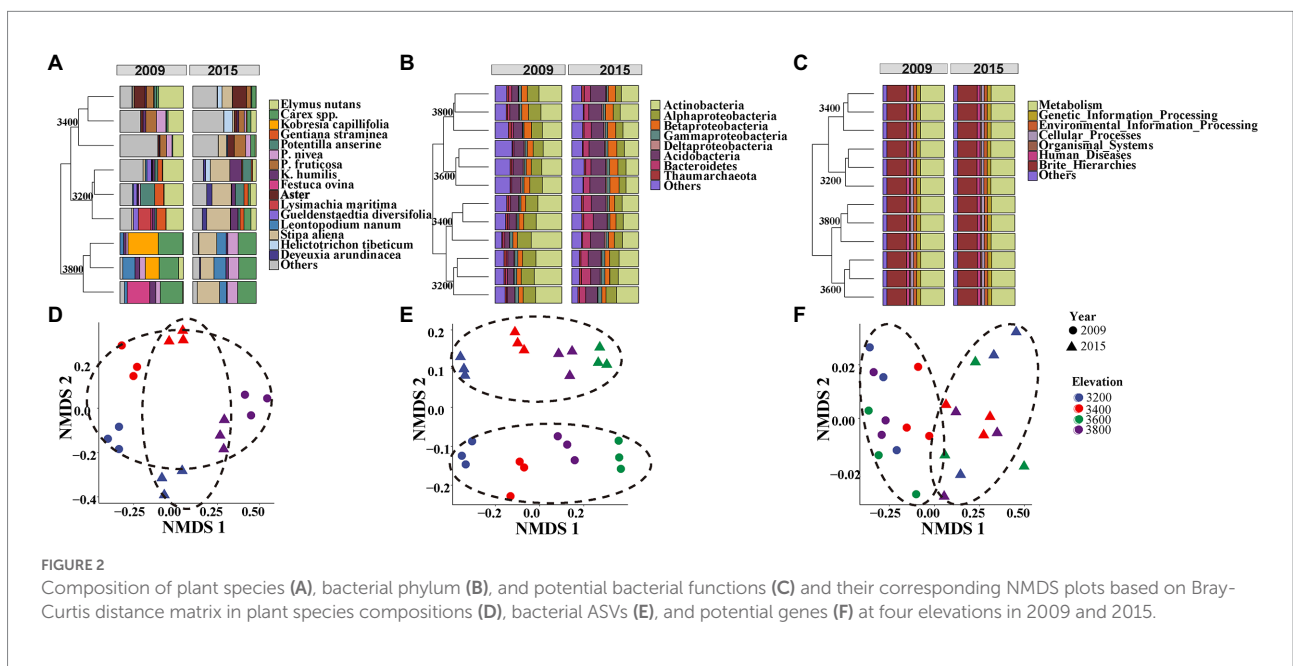 A
2009
2015
3400
3200
3800
Elymus nutans
Carex spp.
Kobresia capillifolia
Gentiana straminea
Potentilla anserine
P. nivea
P. fruticosa
K. humilis
Festuca ovina
Aster
Lysimachia maritima
Gueldenstaedtia diversifolia
Leontopodium nanum
Stipa aliena
Helictotrichon tibeticum
Deyeuxia arundinacea
Others
B
2009
2015
3800
3600
3400
3200
Actinobacteria
Alphaproteobacteria
Betaproteobacteria
Gammaproteobacteria
Deltaproteobacteria
Acidobacteria
Bacteroidetes
Thaumarchaeota
Others
C
2009
2015
3400
3200
3800
3600
Metabolism
Genetic_Information_Processing
Environmental_Information_Processing
Cellular_Processes
Organismal_Systems
Human_Diseases
Brite_Hierarchies
Others
D
NMDS 2
0.2
0.0
−0.2
−0.4
−0.25
0.00
0.25
0.50
NMDS 1
E
NMDS 2
0.2
0.1
0.0
−0.1
−0.2
−0.2
0.0
0.2
NMDS 1
F
NMDS 2
0.02
0.00
−0.02
−0.25
0.00
0.25
0.50
NMDS 1
Year
2009
2015
Elevation
3200
3400
3600
3800
FIGURE 2
Composition of plant species (A), bacterial phylum (B), and potential bacterial functions (C) and their corresponding NMDS plots based on Bray-
Curtis distance matrix in plant species compositions (D), bacterial ASVs (E), and potential genes (F) at four elevations in 2009 and 2015.